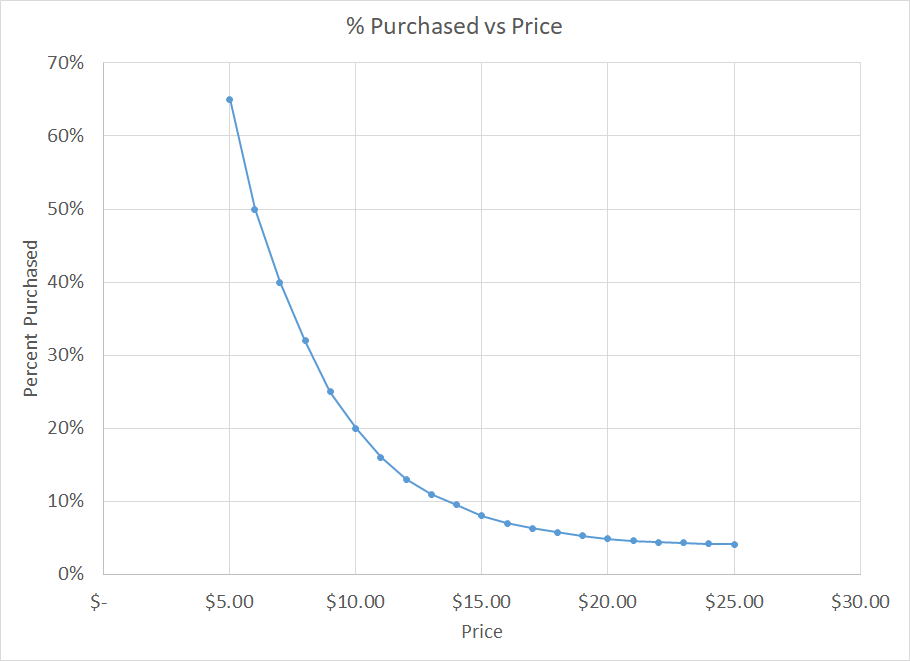 % Purchased vs Price
Percent Purchased
70%
60%
50%
40%
30%
20%
10%
0%
$- $5.00 $10.00 $15.00 $20.00 $25.00 $30.00
Price